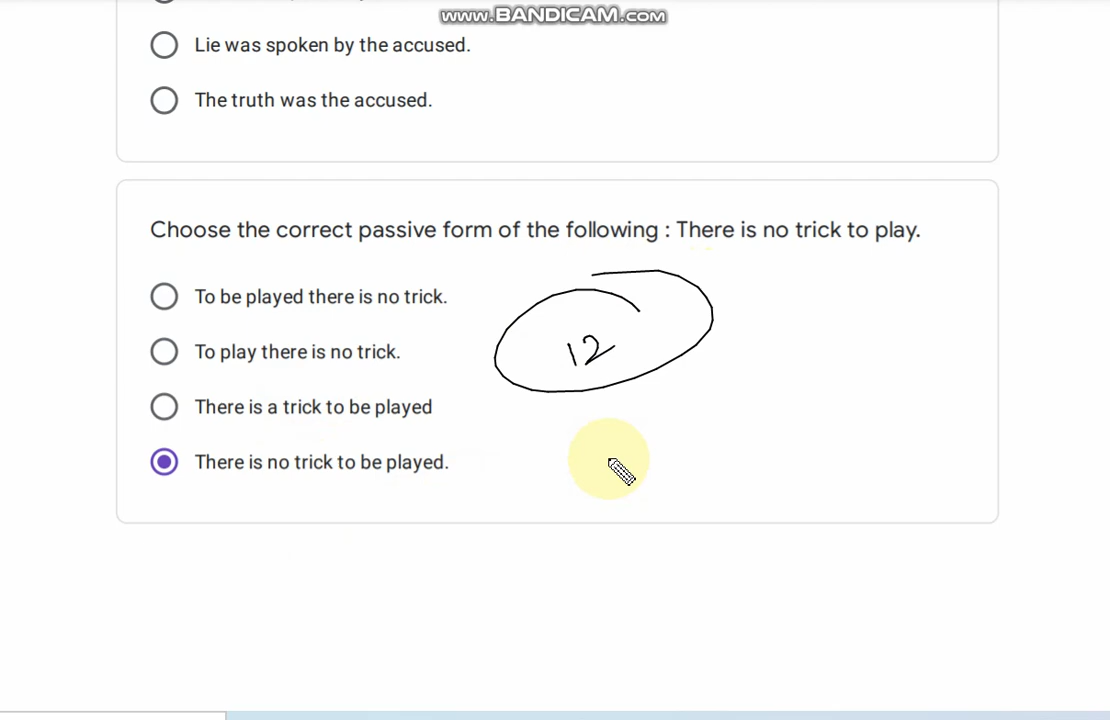 www.BANDICAM.com
Lie was spoken by the accused.
The truth was the accused.
Choose the correct passive form of the following : There is no trick to play.
To be played there is no trick.
12
To play there is no trick.
There is a trick to be played
There is no trick to be played.